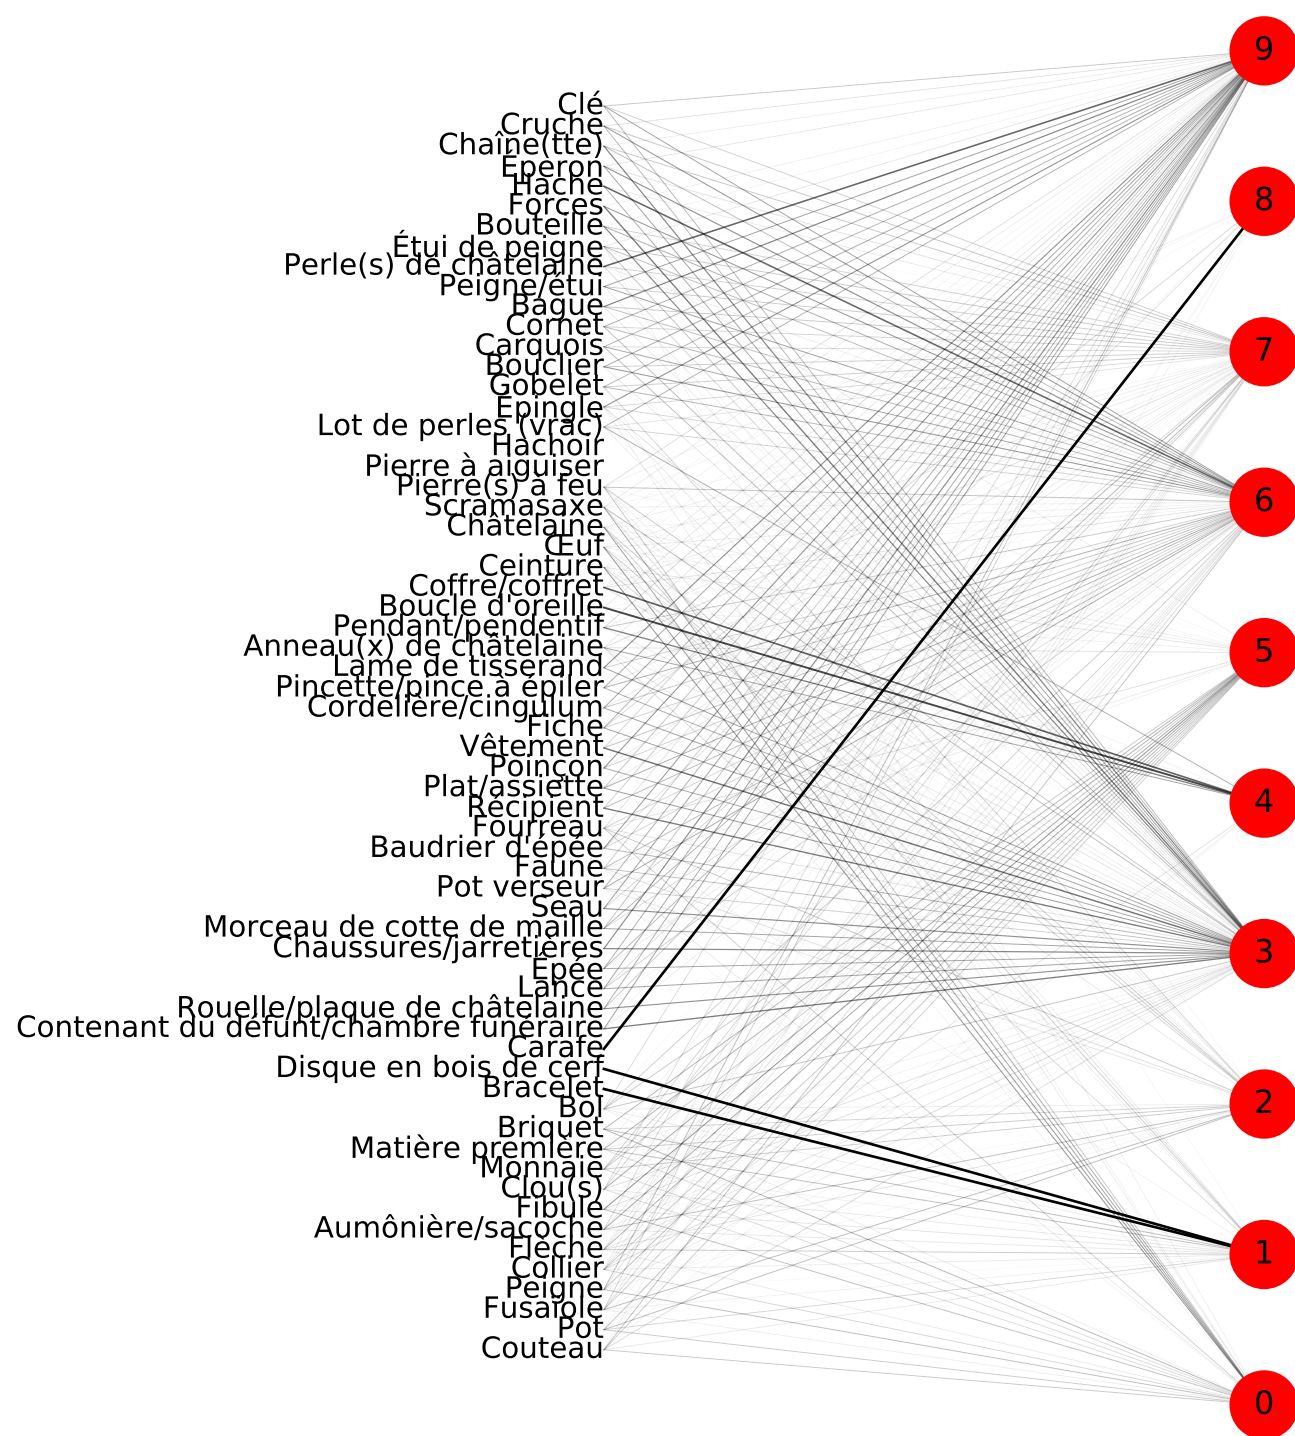 9
Clé
Cruche
Chaîne(tte)
Éperon
Hache
8
Forces
Bouteille
Étui de peigne
Perle(s) de châtelaine
Peigne/étui
Bague
Cornet
Carquois
7
Bouclier
Gobelet
Épingle
Lot de perles (vrac)
Hachoir
Pierre à aiguiser
Pierre(s) à feu
6
Scramasaxe
Châtelaine
Œuf
Ceinture
Coffre/coffret
Boucle d'oreille
Pendant/pendentif
Anneau(x) de châtelaine
5
Lame de tisserand
Pincette/pince à épiler
Cordelière/cingulum
Fiche
Vêtement
Poinçon
Plat/assiette
4
Récipient
Fourreau
Baudrier d'épée
Faune
Pot verseur
Seau
Morceau de cotte de maille
Chaussures/jarretières
3
Épée
Lance
Rouelle/plaque de châtelaine
Contenant du défunt/chambre funéraire
Carafe
Disque en bois de cerf
Bracelet
2
Bol
Briquet
Matière première
Monnaie
Clou(s)
Fibule
Aumônière/sacoche
Flèche
1
Collier
Peigne
Fusaïole
Pot
Couteau
0